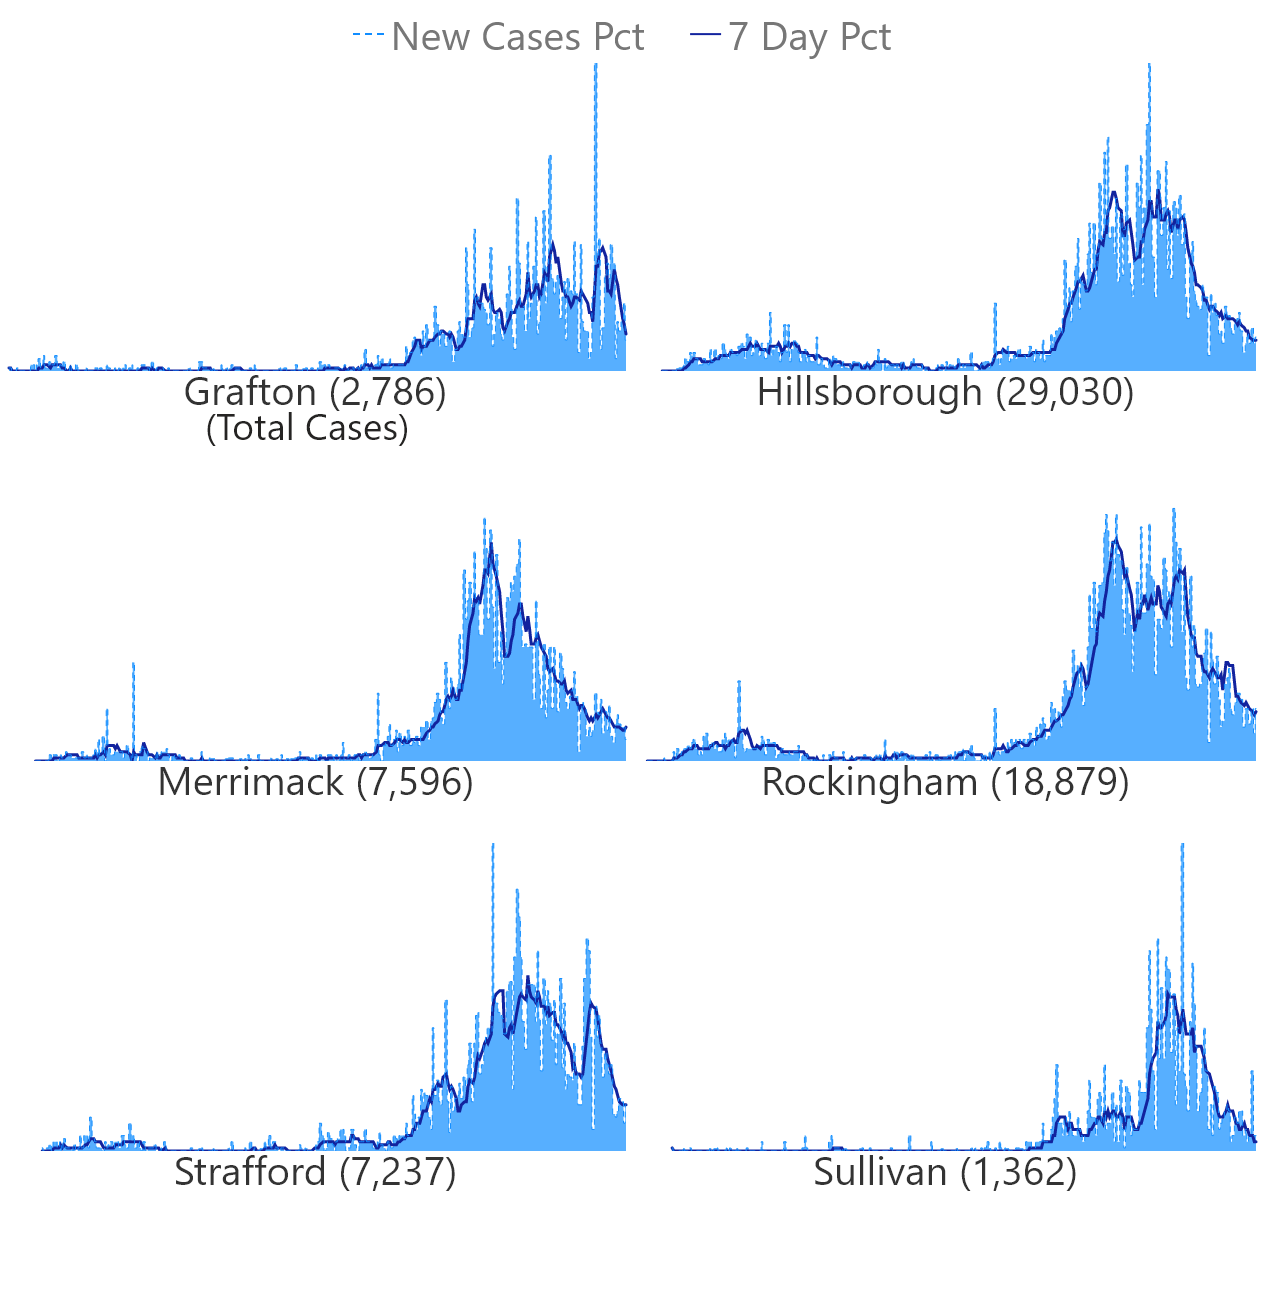 New Cases Pct 7 Day Pct
Grafton (2,786) Hillsborough (29,030)
(Total Cases)
Merrimack (7,596) Rockingham (18,879)
Strafford (7,237) Sullivan (1,362)